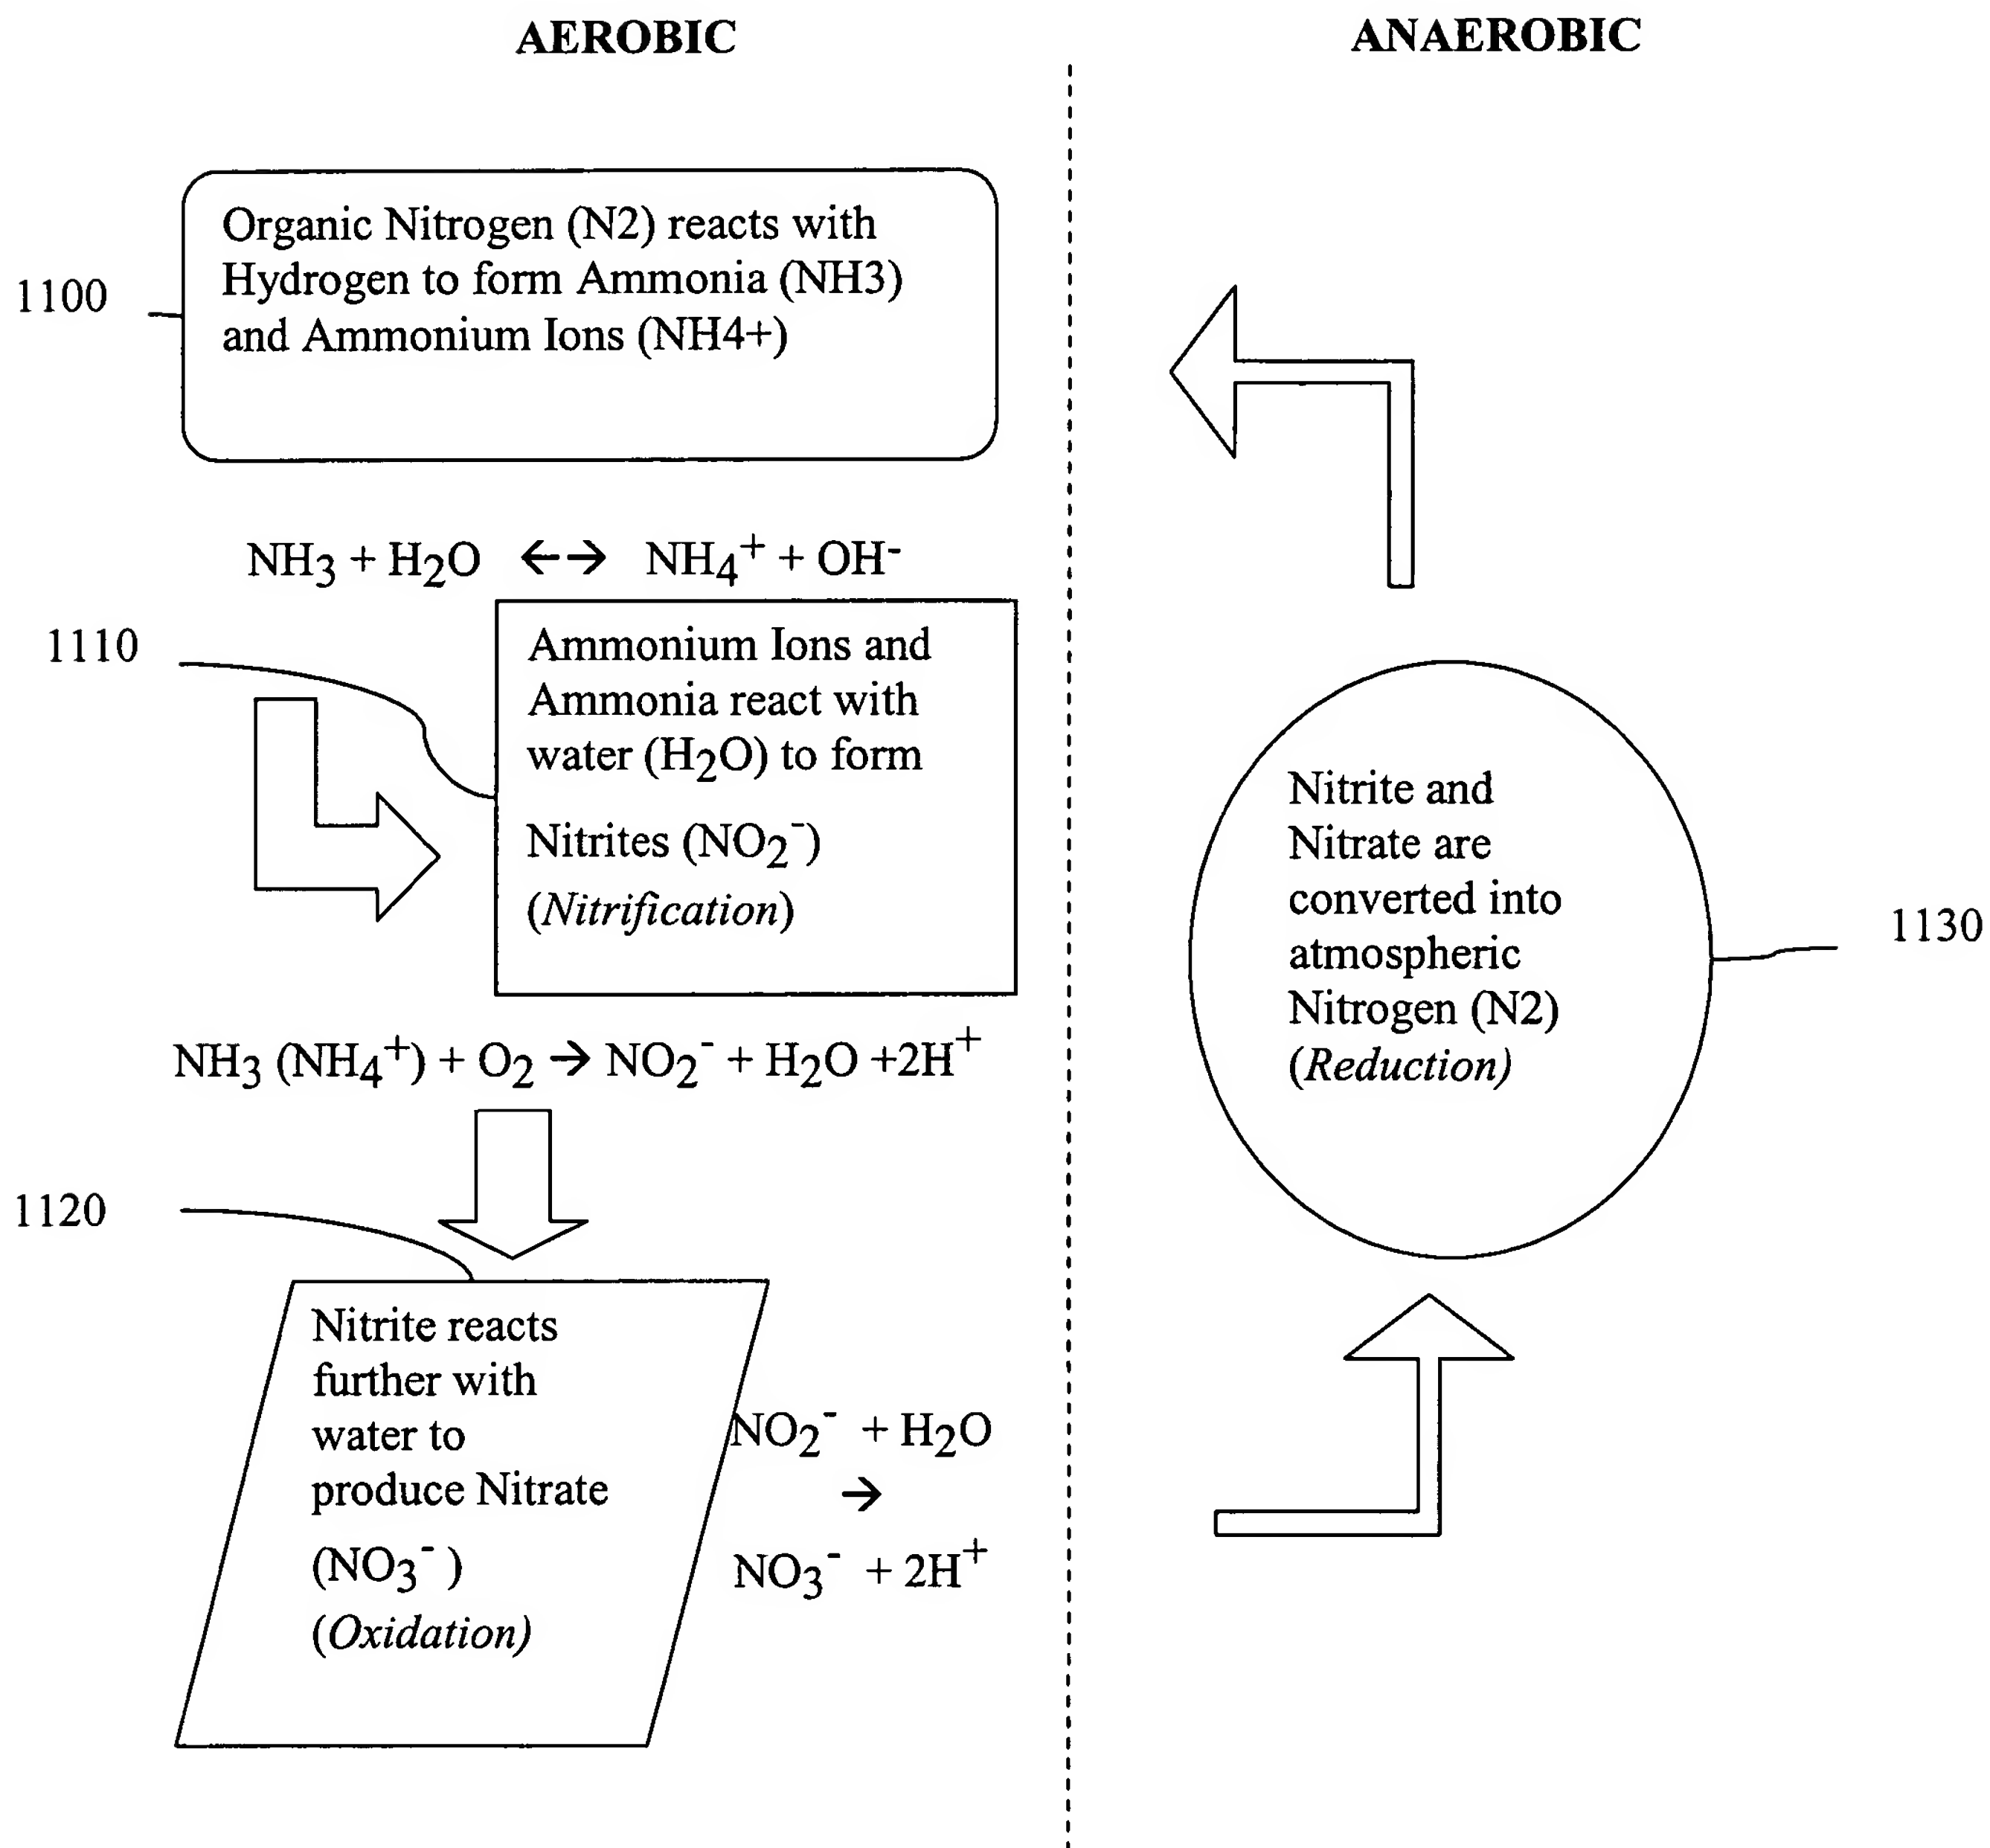 AEROBIC
ANAEROBIC
1100
Organic Nitrogen (N2) reacts with
Hydrogen to form Ammonia (NH3)
and Ammonium Ions (NH4+)
NH₃ + H₂O ←→ NH₄⁺ + OH⁻
1110
Ammonium Ions and
Ammonia react with
water (H₂O) to form
Nitrites (NO₂⁻)
(Nitrification)
NH₃ (NH₄⁺) + O₂ → NO₂⁻ + H₂O +2H⁺
1120
Nitrite reacts
further with
water to
produce Nitrate
(NO₃⁻ )
(Oxidation)
NO₂⁻ + H₂O
→
NO₃⁻ + 2H⁺
Nitrite and
Nitrate are
converted into
atmospheric
Nitrogen (N2)
(Reduction)
1130